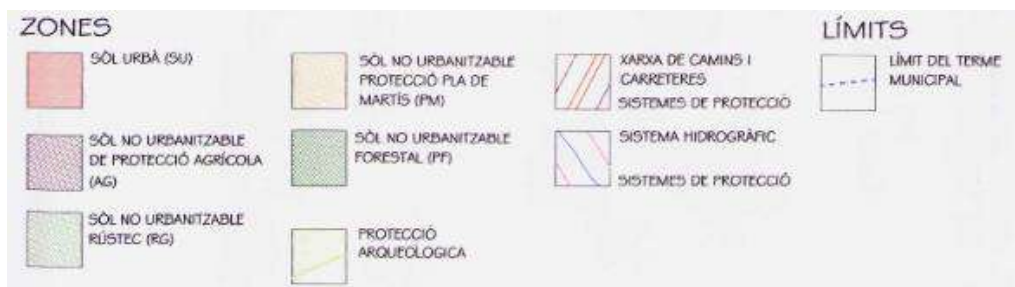 ZONES
SÒL URBÀ (SU)
SÒL NO URBANITZABLE
DE PROTECCIÓ AGRÍCOLA
(AG)
SÒL NO URBANITZABLE
RÚSTEC (RG)
SÒL NO URBANITZABLE
PROTECCIÓ PLA DE
MARTÍS (PM)
SÒL NO URBANITZABLE
FORESTAL (PF)
PROTECCIÓ
ARQUEOLOGICA
XARXA DE CAMINS I
CARRETERES
SISTEMES DE PROTECCIÓ
SISTEMA HIDROGRÀFIC
SISTEMES DE PROTECCIÓ
LÍMITS
LÍMIT DEL TERME
MUNICIPAL